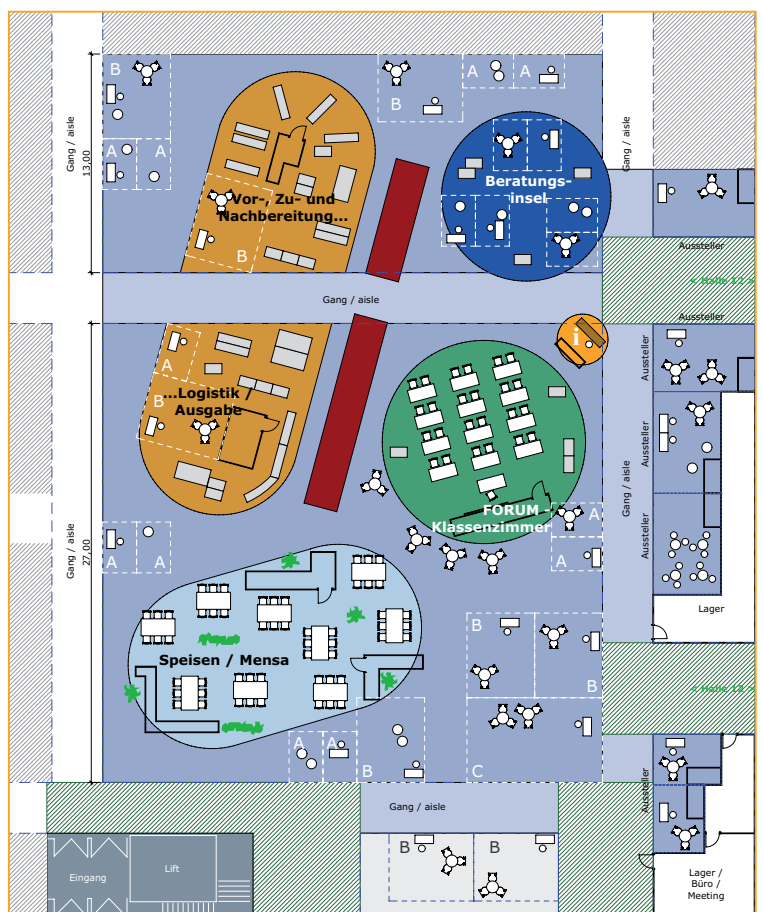 B
A
A
B
A
A
Gang / aisle
13,00
Gang / aisle
Vor-, Zu- und
Nachbereitung...
B
Beratungs-
insel
Aussteller
< Halle 12 >
Aussteller
Gang / aisle
i
A
B
...Logistik /
Ausgabe
FORUM -
Klassenzimmer
A
A
Aussteller
Aussteller
Aussteller
Gang / aisle
Lager
Gang / aisle
27,00
A
A
Speisen / Mensa
B
B
< Halle 12 >
A
A
B
C
Aussteller
Gang / aisle
Eingang
Lift
B
B
Lager /
Büro /
Meeting